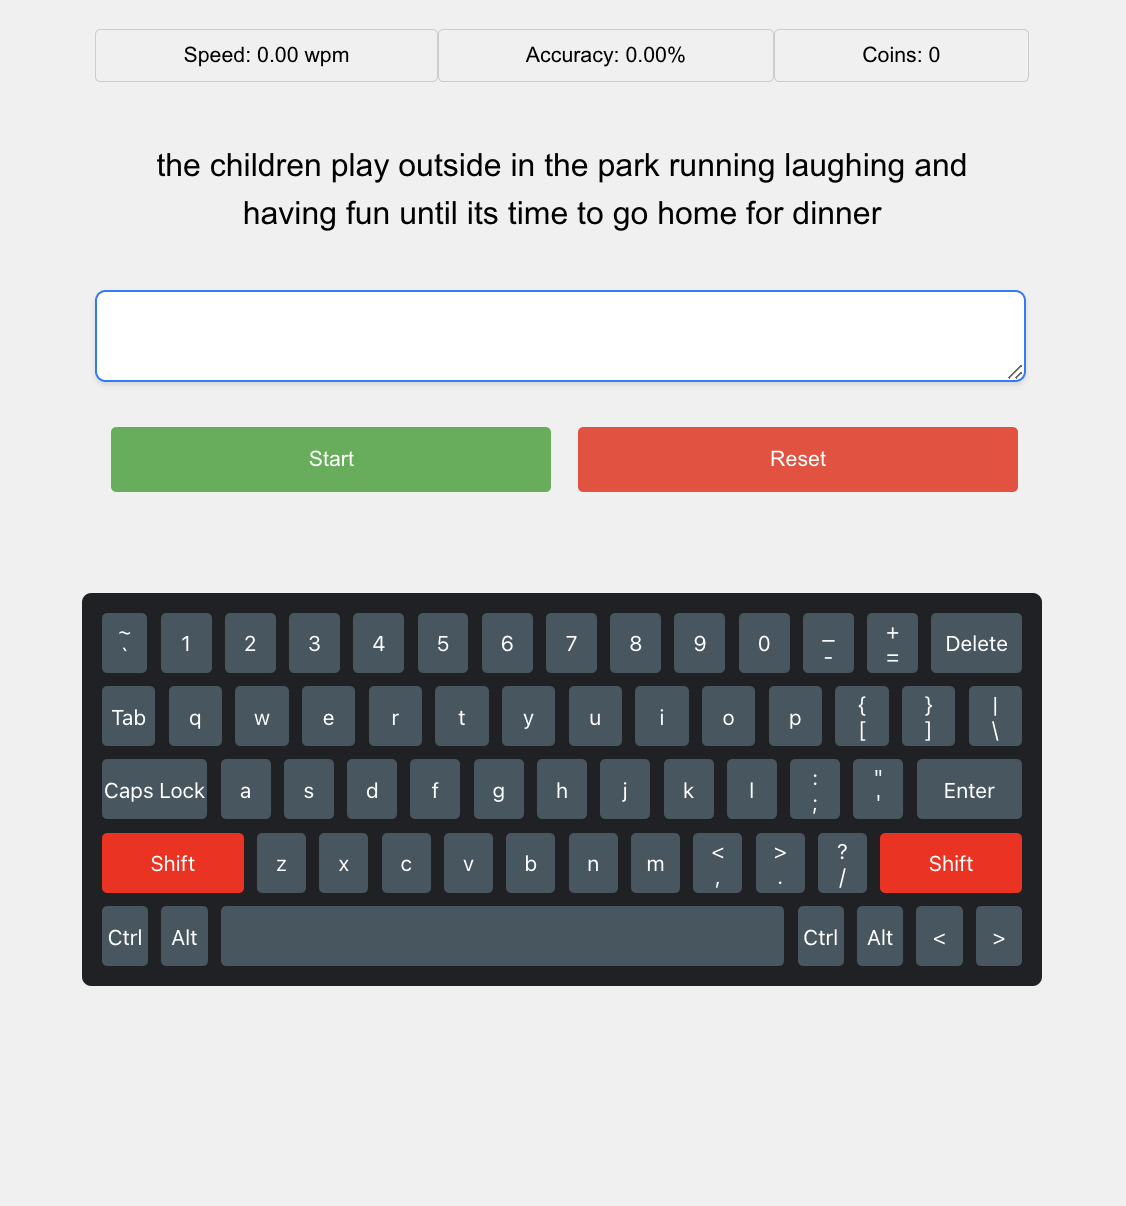 Speed: 0.00 wpm Accuracy: 0.00% Coins: 0
the children play outside in the park running laughing and
having fun until its time to go home for dinner
Start Reset
~ ` 1 2 3 4 5 6 7 8 9 0 _ - + = Delete
Tab q w e r t y u i o p { [ } ] | \
Caps Lock a s d f g h j k l : ; " ' Enter
Shift z x c v b n m < , > . ? / Shift
Ctrl Alt Ctrl Alt < >